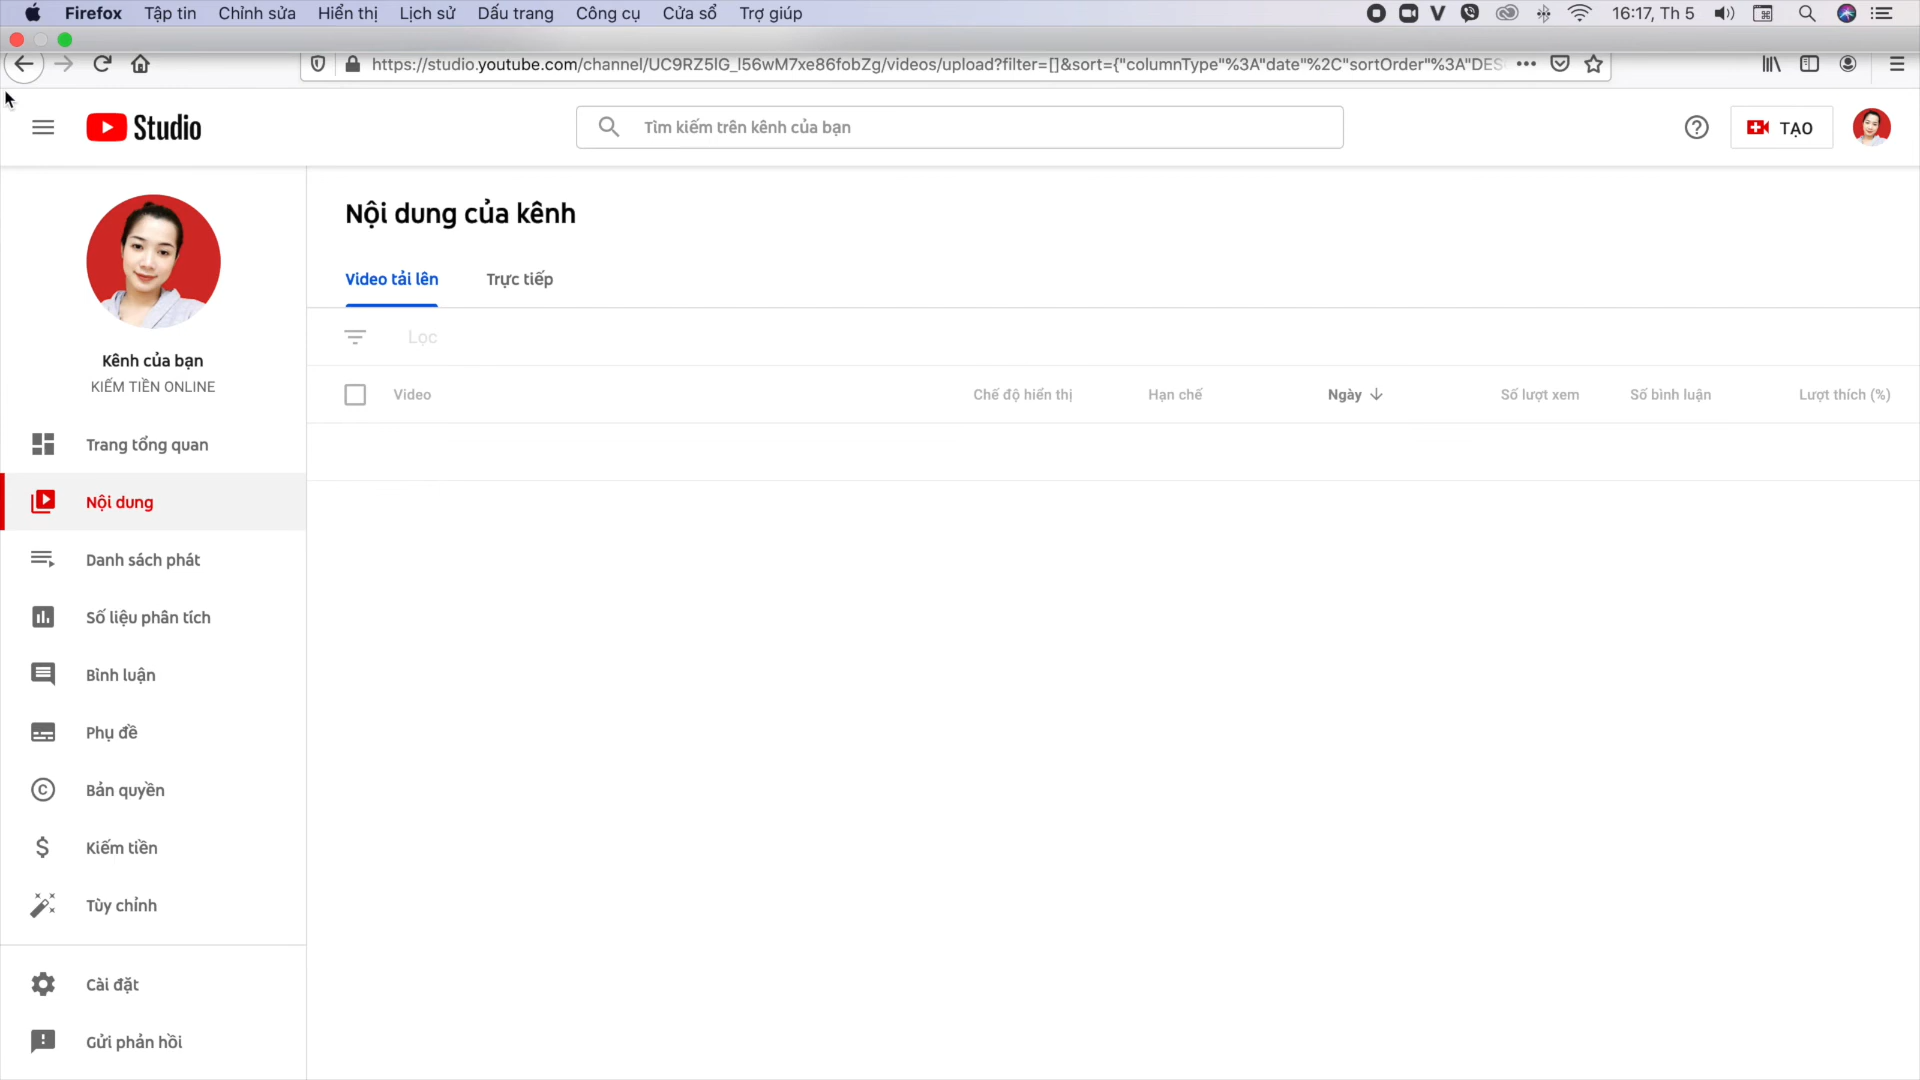 Firefox Tập tin Chỉnh sửa Hiển thị Lịch sử Dấu trang Công cụ Cửa sổ Trợ giúp 16:17, Th 5
https://studio.youtube.com/channel/UC9RZ5lG_l56wM7xe86fobZg/videos/upload?filter=[]&sort={"columnType"%3A"date"%2C"sortOrder"%3A"DES
Studio
Tìm kiếm trên kênh của bạn
TẠO
Nội dung của kênh
Video tải lên Trực tiếp
Lọc
Video Chế độ hiển thị Hạn chế Ngày Số lượt xem Số bình luận Lượt thích (%)
Kênh của bạn
KIẾM TIỀN ONLINE
Trang tổng quan
Nội dung
Danh sách phát
Số liệu phân tích
Bình luận
Phụ đề
Bản quyền
Kiếm tiền
Tùy chỉnh
Cài đặt
Gửi phản hồi